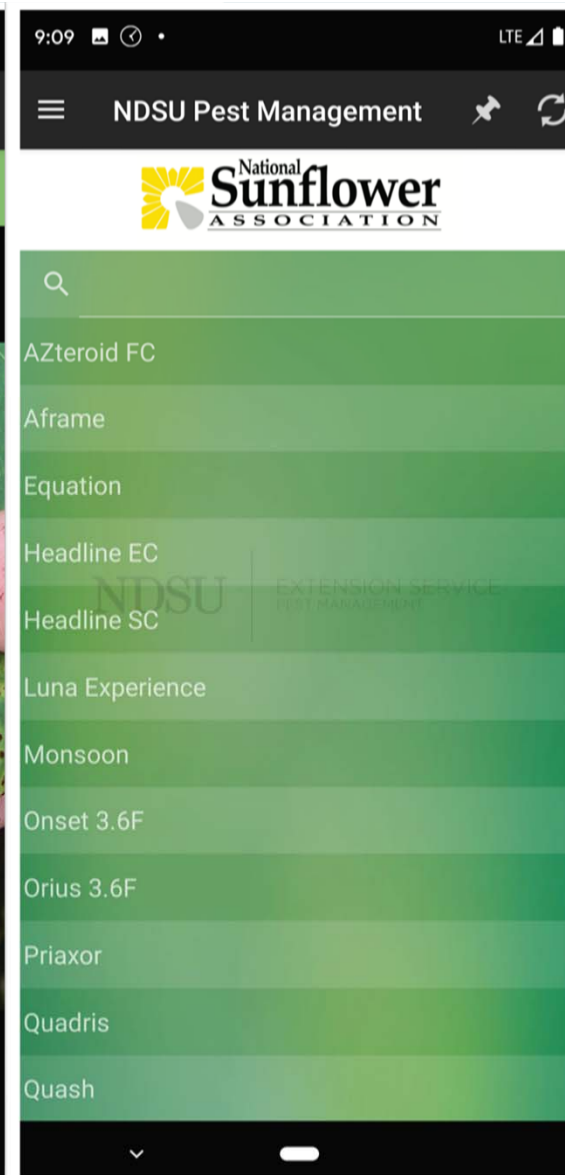 9:09
LTE
NDSU Pest Management
National
Sunflower
ASSOCIATION
AZteroid FC
Aframe
Equation
Headline EC
NDSU EXTENSION SERVICE
PEST MANAGEMENT
Headline SC
Luna Experience
Monsoon
Onset 3.6F
Orius 3.6F
Priaxor
Quadris
Quash